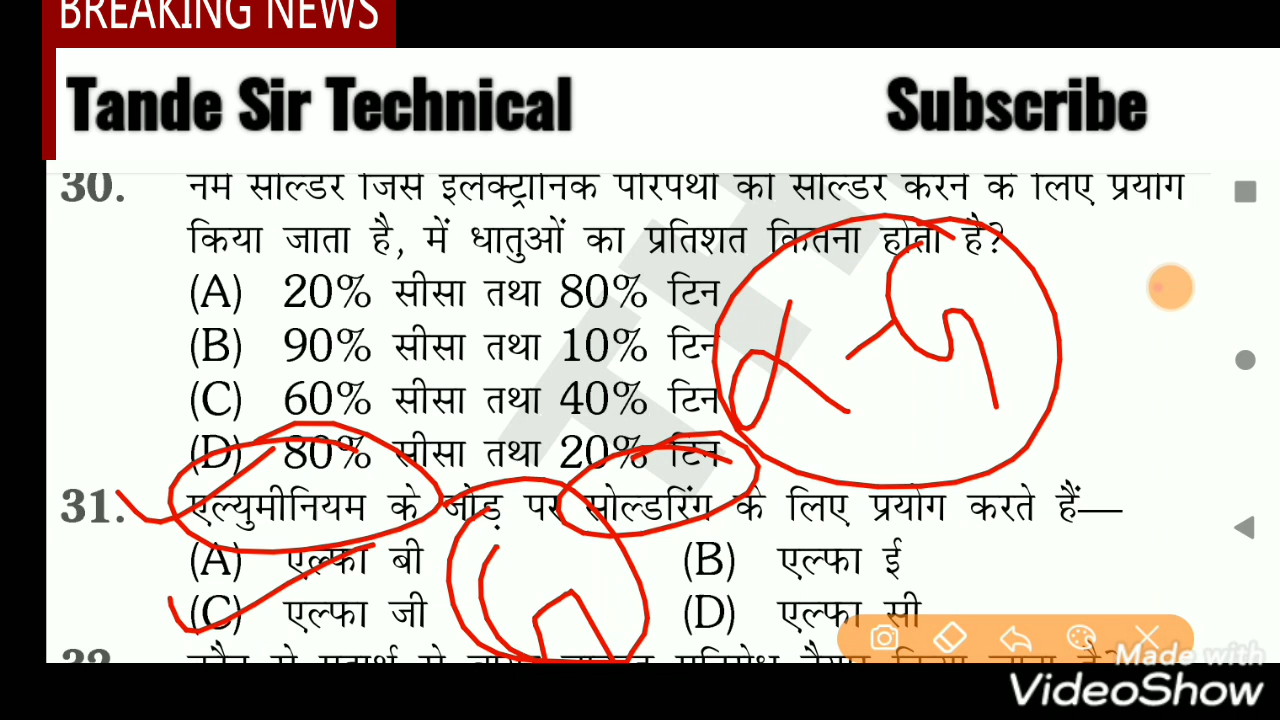 BREAKING NEWS
Tande Sir Technical Subscribe
30. नर्म सोल्डर जिसे इलेक्ट्रॉनिक परिपथों को सोल्डर करने के लिए प्रयोग
किया जाता है, में धातुओं का प्रतिशत कितना होता है?
(A) 20% सीसा तथा 80% टिन
(B) 90% सीसा तथा 10% टिन
(C) 60% सीसा तथा 40% टिन
(D) 80% सीसा तथा 20% टिन
31. एल्युमीनियम के जोड़ पर सोल्डरिंग के लिए प्रयोग करते हैं—
(A) एल्फा बी (B) एल्फा ई
(C) एल्फा जी (D) एल्फा सी
32.
Made with
VideoShow